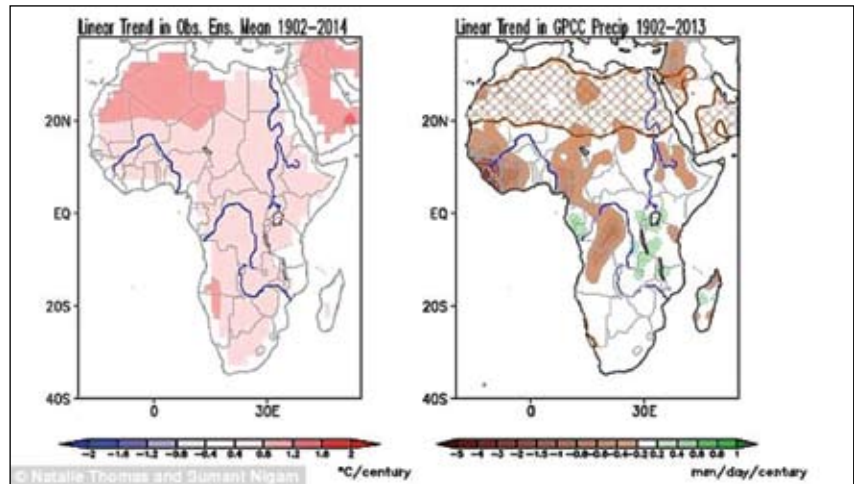 Linear Trend in Obs. Ens. Mean 1902-2014
Linear Trend in GPCC Precip 1902-2013
20N
EQ
20S
40S
0
30E
20N
EQ
20S
40S
0
30E
-2 -1.6 -1.2 -0.8 -0.4 0.4 0.8 1.2 1.6 2
°C/century
-5 -4 -3 -2 -1.5 -1 -0.8 -0.6 -0.4 -0.2 0.2 0.4 0.6 0.8 1
mm/day/century
© Natalie Thomas and Sumant Nigam